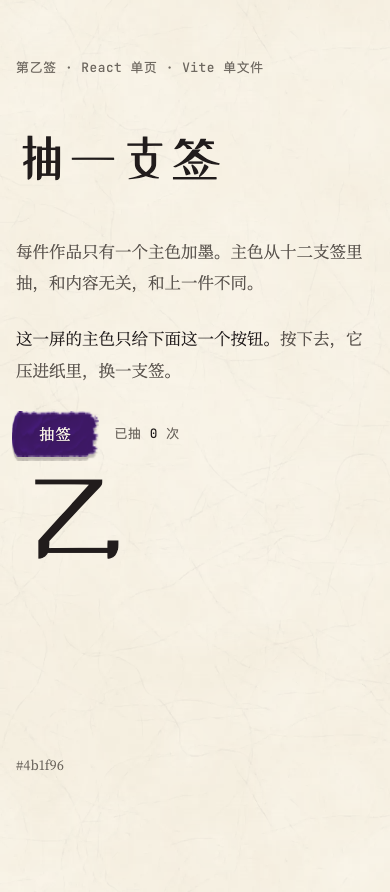 第乙签 · React 单页 · Vite 单文件
抽一支签
每件作品只有一个主色加墨。主色从十二支签里
抽，和内容无关，和上一件不同。
这一屏的主色只给下面这一个按钮。按下去，它
压进纸里，换一支签。
抽签 已抽 0 次
乙
#4b1f96